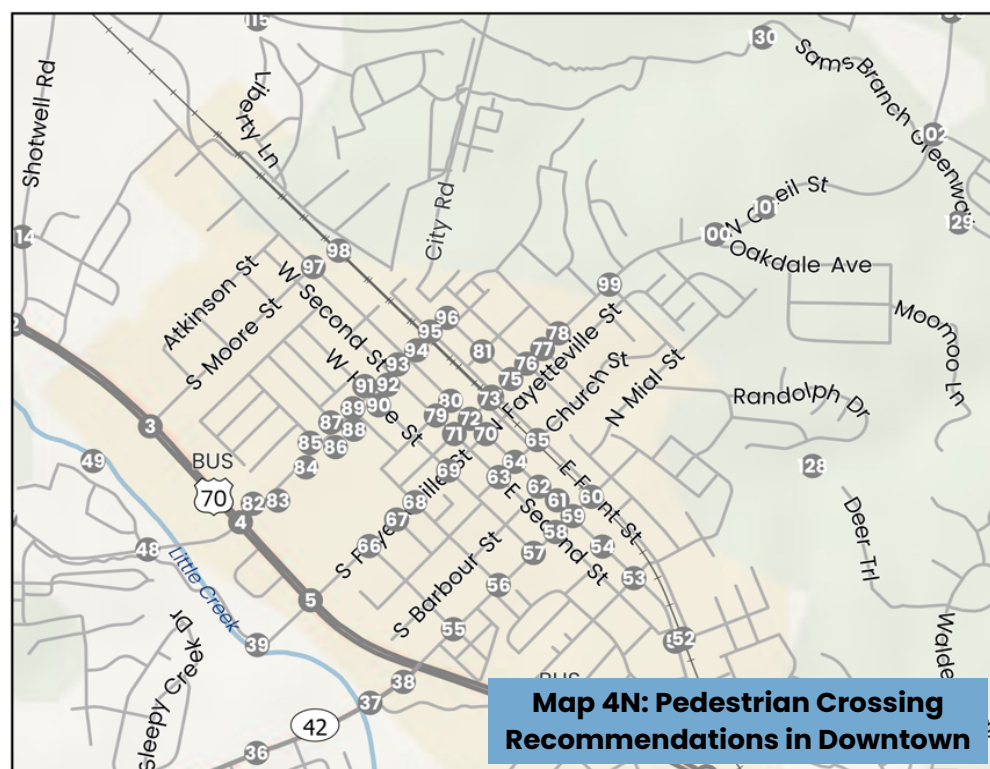 115
130
Sams Branch Greenway
Shotwell Rd
Liberty Ln
102
N O'Neil St
101
129
14
100
City Rd
Oakdale Ave
98
97
99
Atkinson St
W Second St
S Moore St
96
95
78
Moomoo Ln
2
94
81
77
N Fayetteville St
93
76
Church St
N Mial St
91
92
75
Randolph Dr
80
73
89
90
79
72
3
87
88
71
70
85
86
65
49
84
69
64
128
BUS
70
63
E Front St
62
82
83
68
61
60
E Second St
4
67
59
58
Deer Trl
48
66
S Fayetteville St
57
54
Little Creek
S Barbour St
56
53
5
39
55
52
Sleepy Creek Dr
38
BUS
37
42
36
Map 4N: Pedestrian Crossing
Recommendations in Downtown